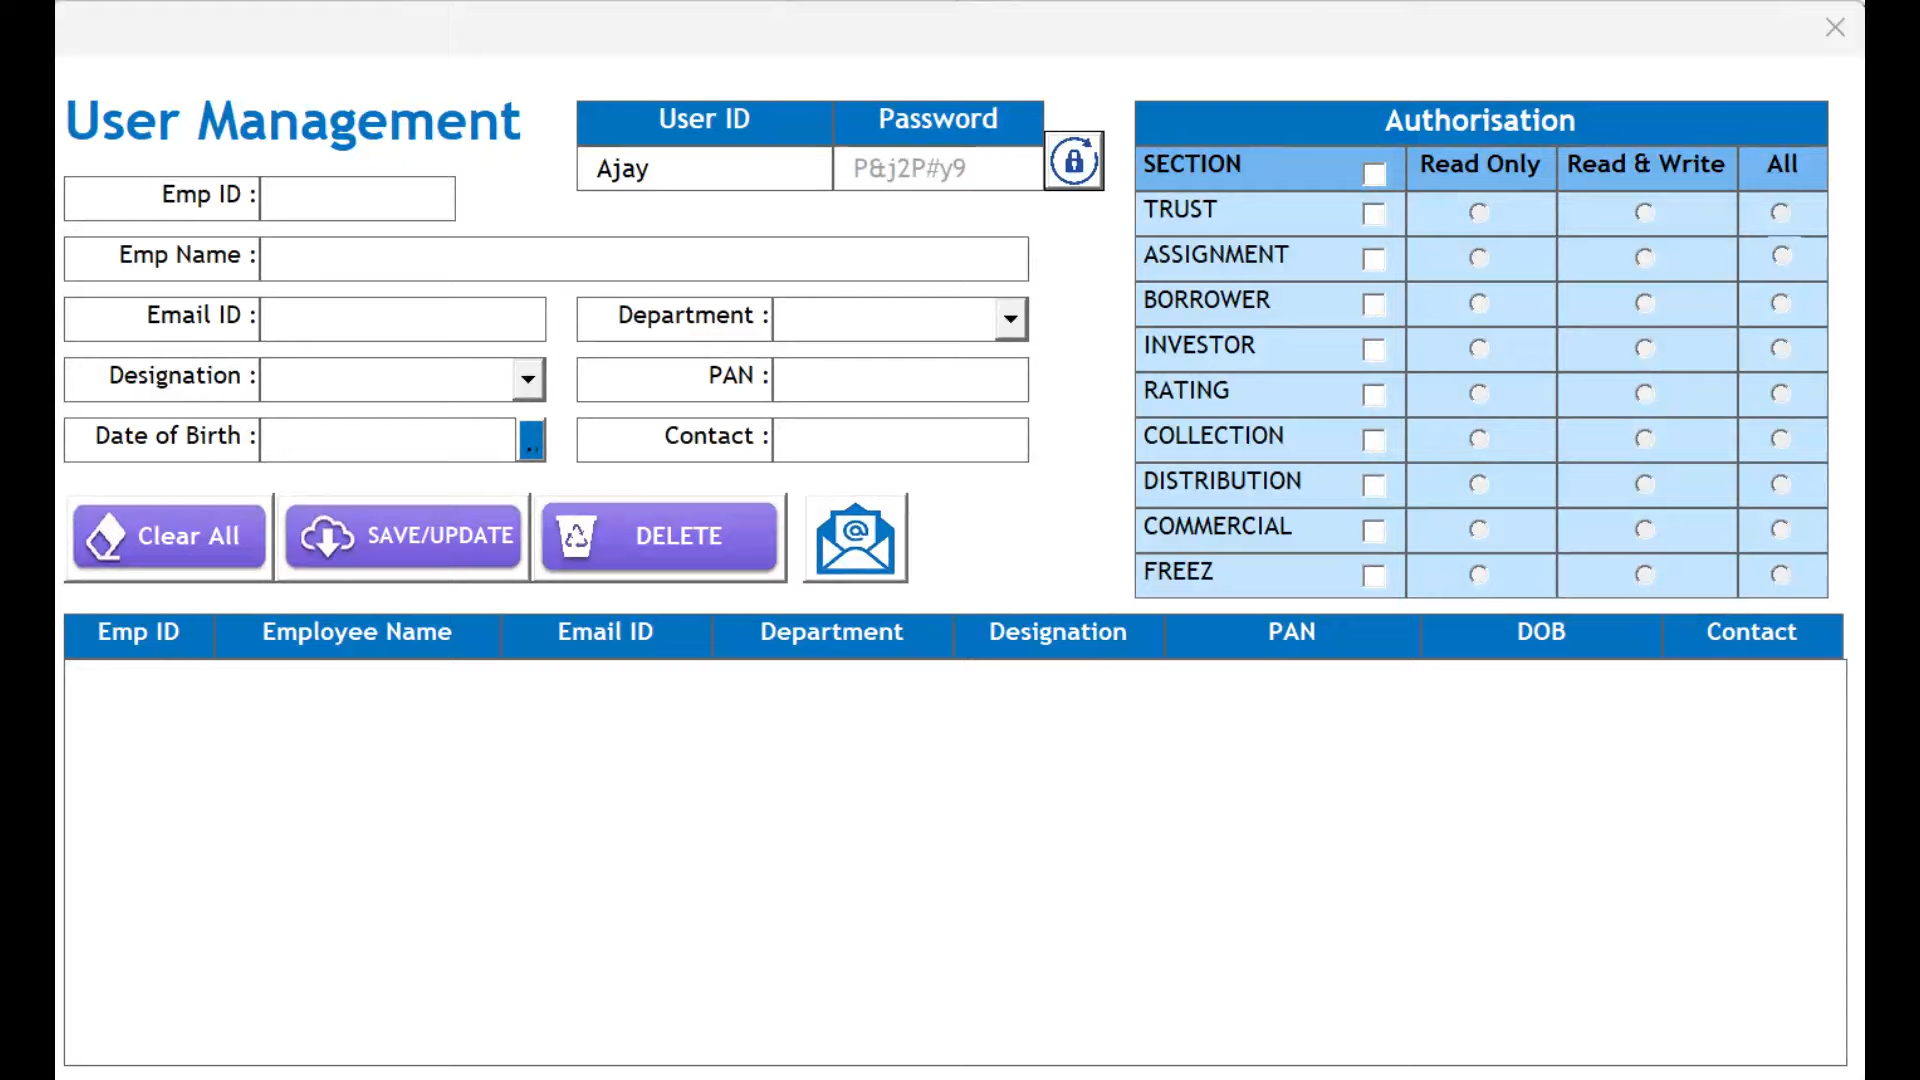 User Management
User ID
Password
Ajay
P&j2P#y9
Emp ID :
Emp Name :
Email ID :
Department :
Designation :
PAN :
Date of Birth :
..
Contact :
Clear All
SAVE/UPDATE
DELETE
@
Authorisation
SECTION
Read Only
Read & Write
All
TRUST
ASSIGNMENT
BORROWER
INVESTOR
RATING
COLLECTION
DISTRIBUTION
COMMERCIAL
FREEZ
Emp ID
Employee Name
Email ID
Department
Designation
PAN
DOB
Contact